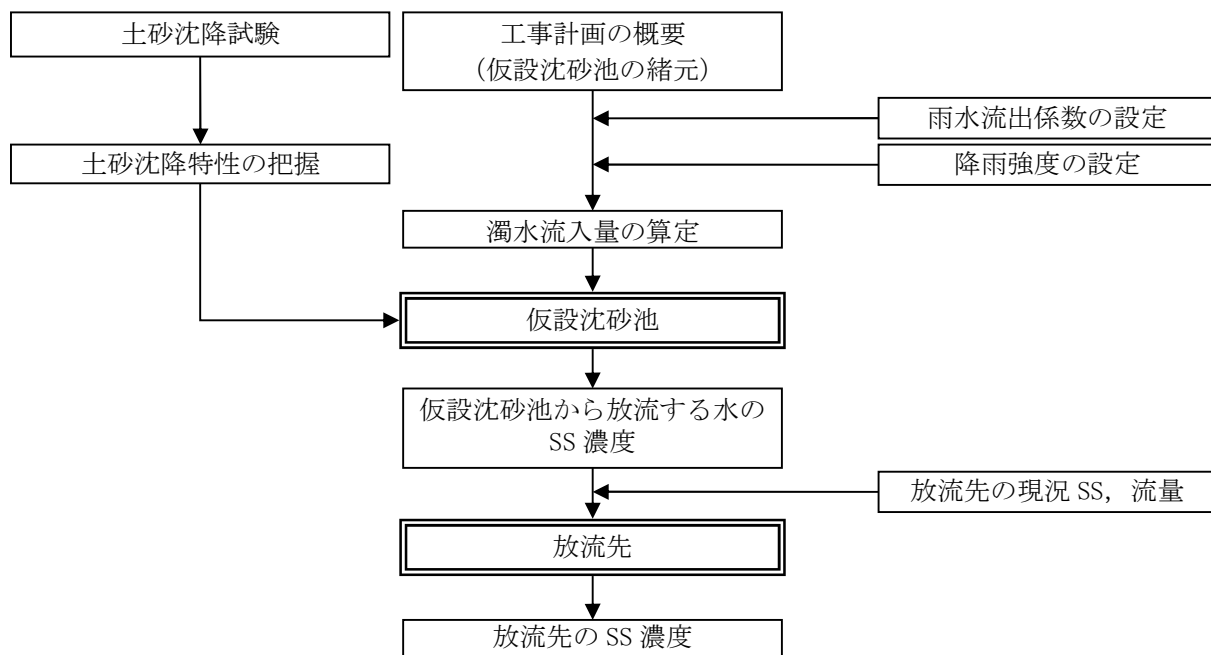 土砂沈降試験
工事計画の概要
(仮設沈砂池の緒元)
雨水流出係数の設定
土砂沈降特性の把握
降雨強度の設定
濁水流入量の算定
仮設沈砂池
仮設沈砂池から放流する水の
SS 濃度
放流先の現況 SS，流量
放流先
放流先の SS 濃度